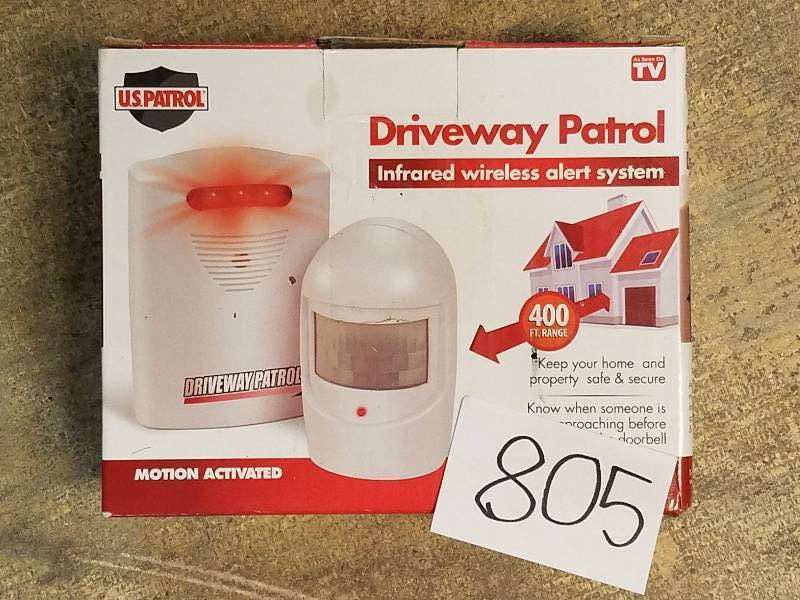 As Seen On
TV
U.S. PATROL
Driveway Patrol
Infrared wireless alert system
400
FT. RANGE
Keep your home and
property safe & secure
Know when someone is
before
doorbell
DRIVEWAY PATROL
MOTION ACTIVATED
805